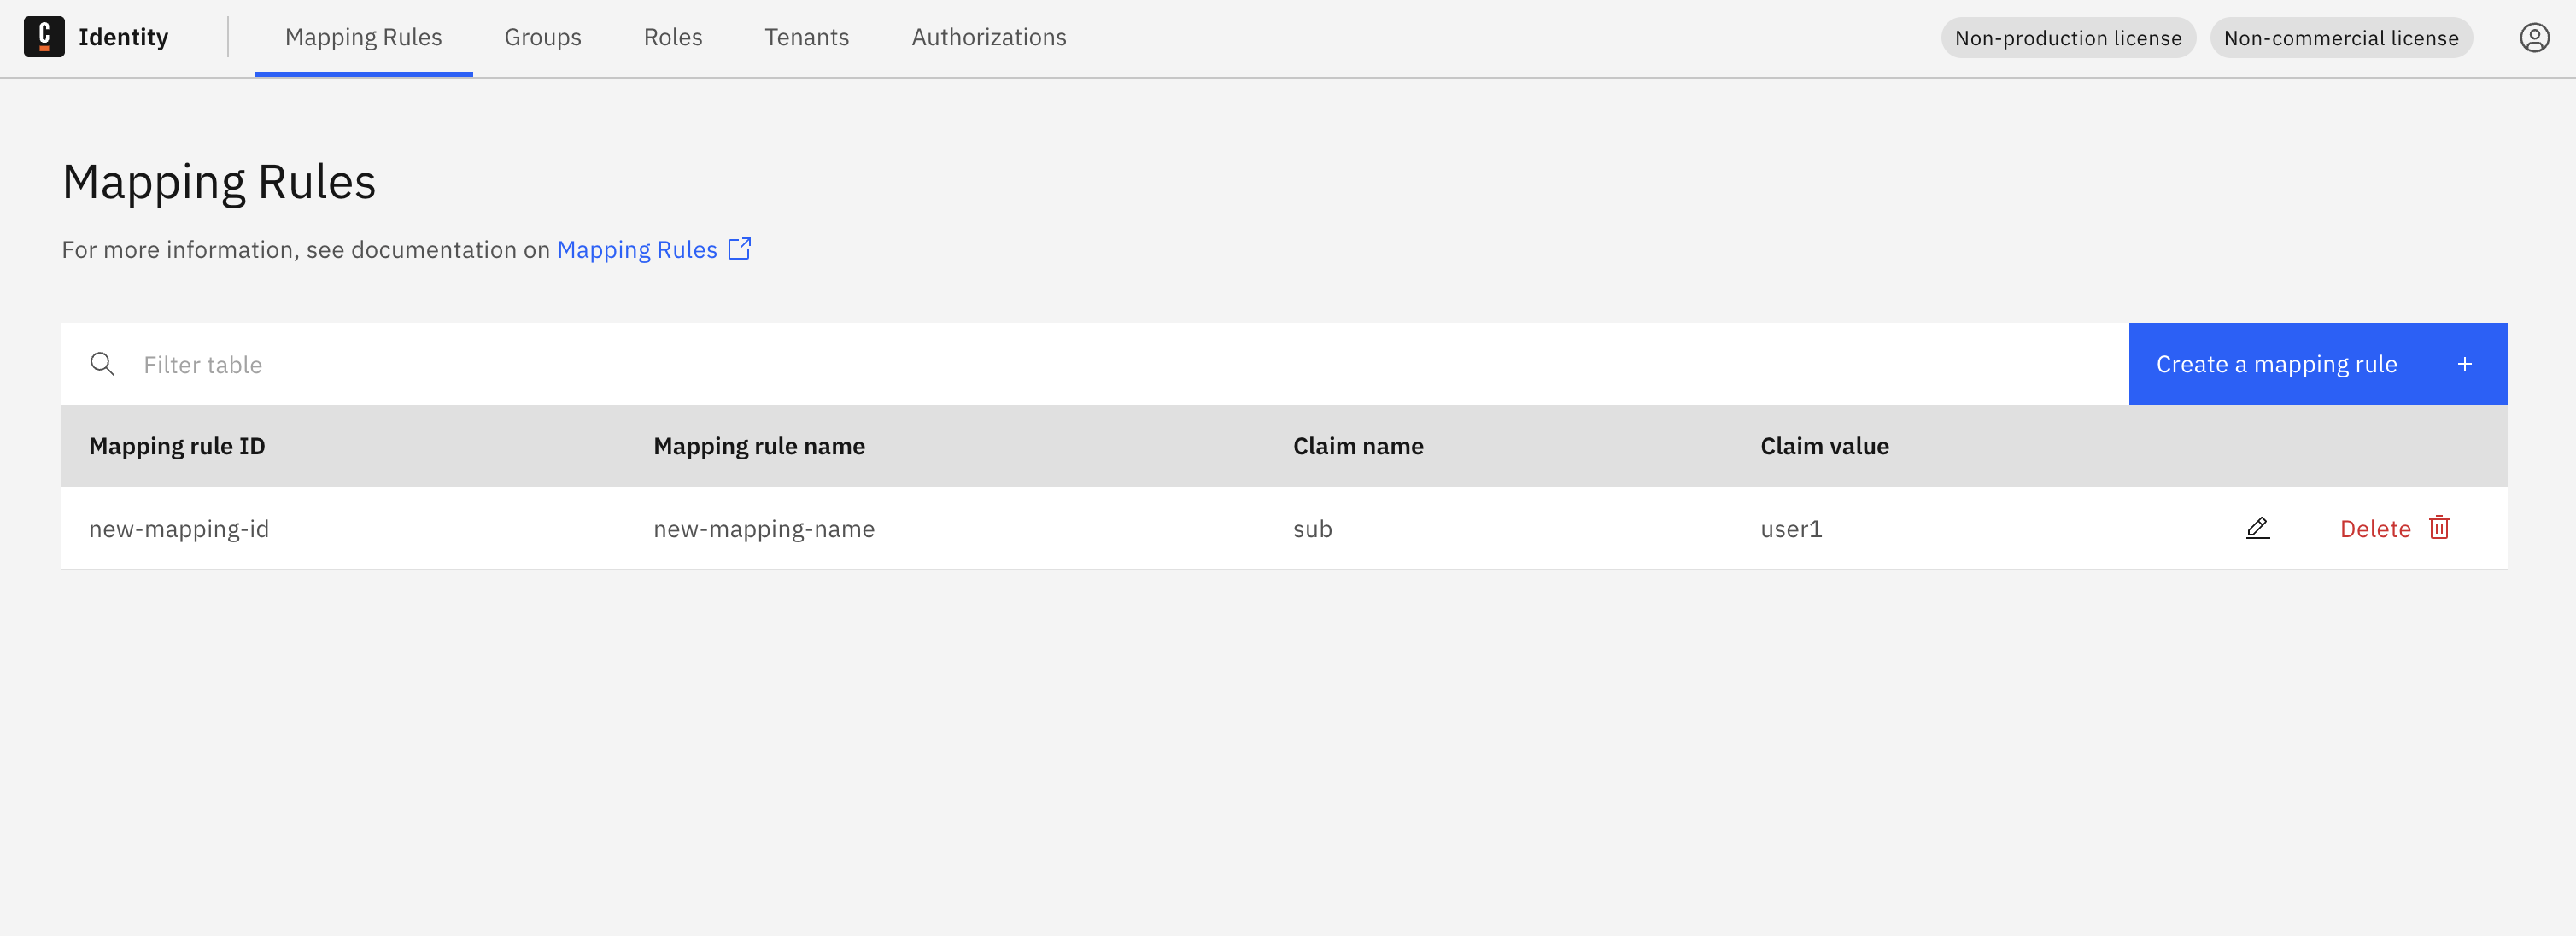 Identity
Mapping Rules Groups Roles Tenants Authorizations Non-production license Non-commercial license
Mapping Rules
For more information, see documentation on Mapping Rules
Filter table
Create a mapping rule +
Mapping rule ID Mapping rule name Claim name Claim value
new-mapping-id new-mapping-name sub user1 Delete